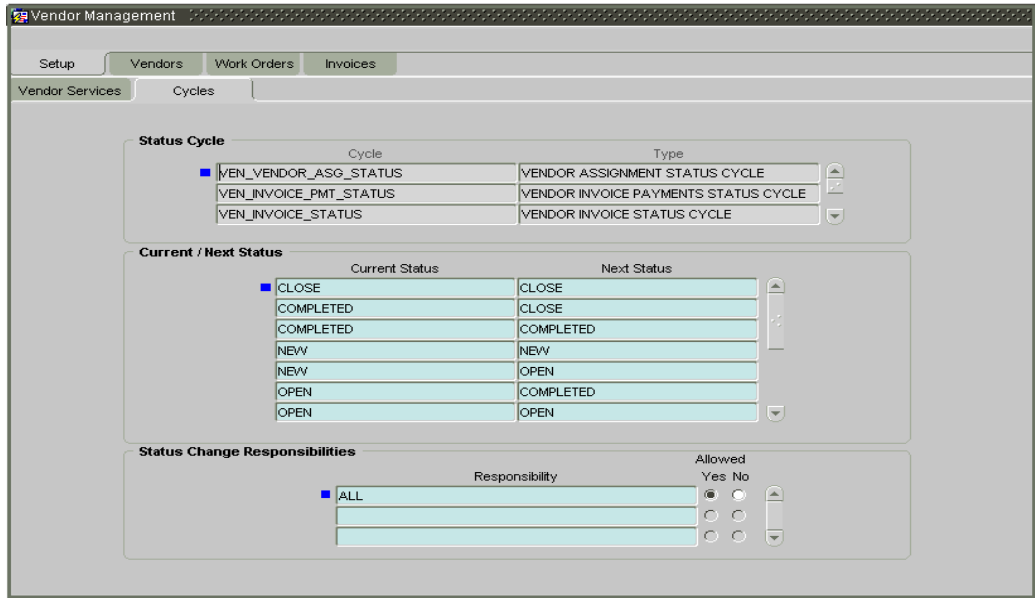 Vendor Management
Setup Vendors Work Orders Invoices
Vendor Services Cycles
Status Cycle
Cycle Type
VEN_VENDOR_ASG_STATUS VENDOR ASSIGNMENT STATUS CYCLE
VEN_INVOICE_PMT_STATUS VENDOR INVOICE PAYMENTS STATUS CYCLE
VEN_INVOICE_STATUS VENDOR INVOICE STATUS CYCLE
Current / Next Status
Current Status Next Status
CLOSE CLOSE
COMPLETED CLOSE
COMPLETED COMPLETED
NEW NEW
NEW OPEN
OPEN COMPLETED
OPEN OPEN
Status Change Responsibilities
Allowed
Responsibility Yes No
ALL